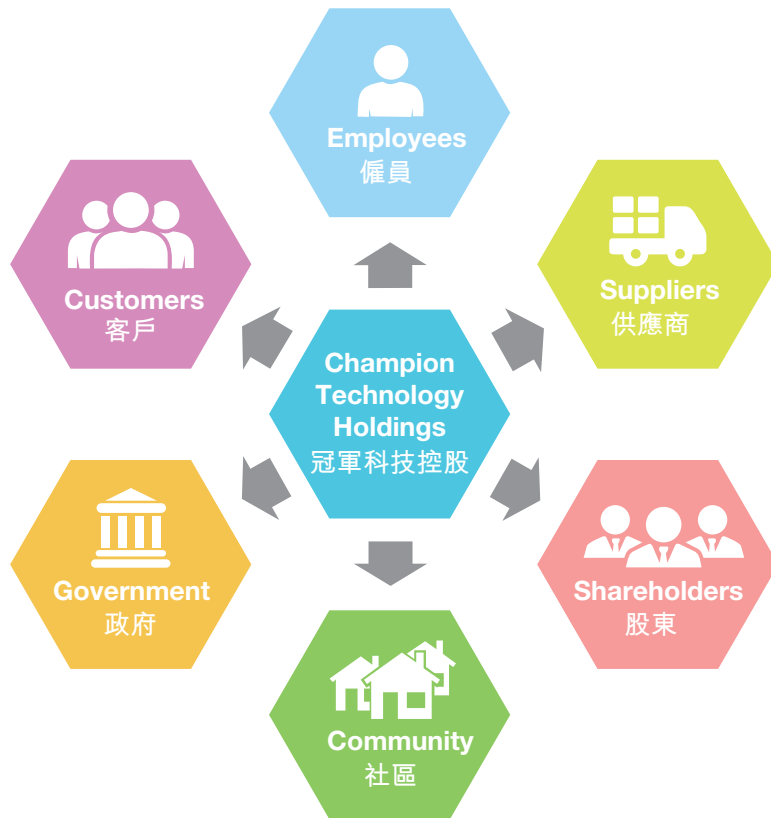 Employees
僱員
Customers
客戶
Suppliers
供應商
Champion
Technology
Holdings
冠軍科技控股
Government
政府
Shareholders
股東
Community
社區